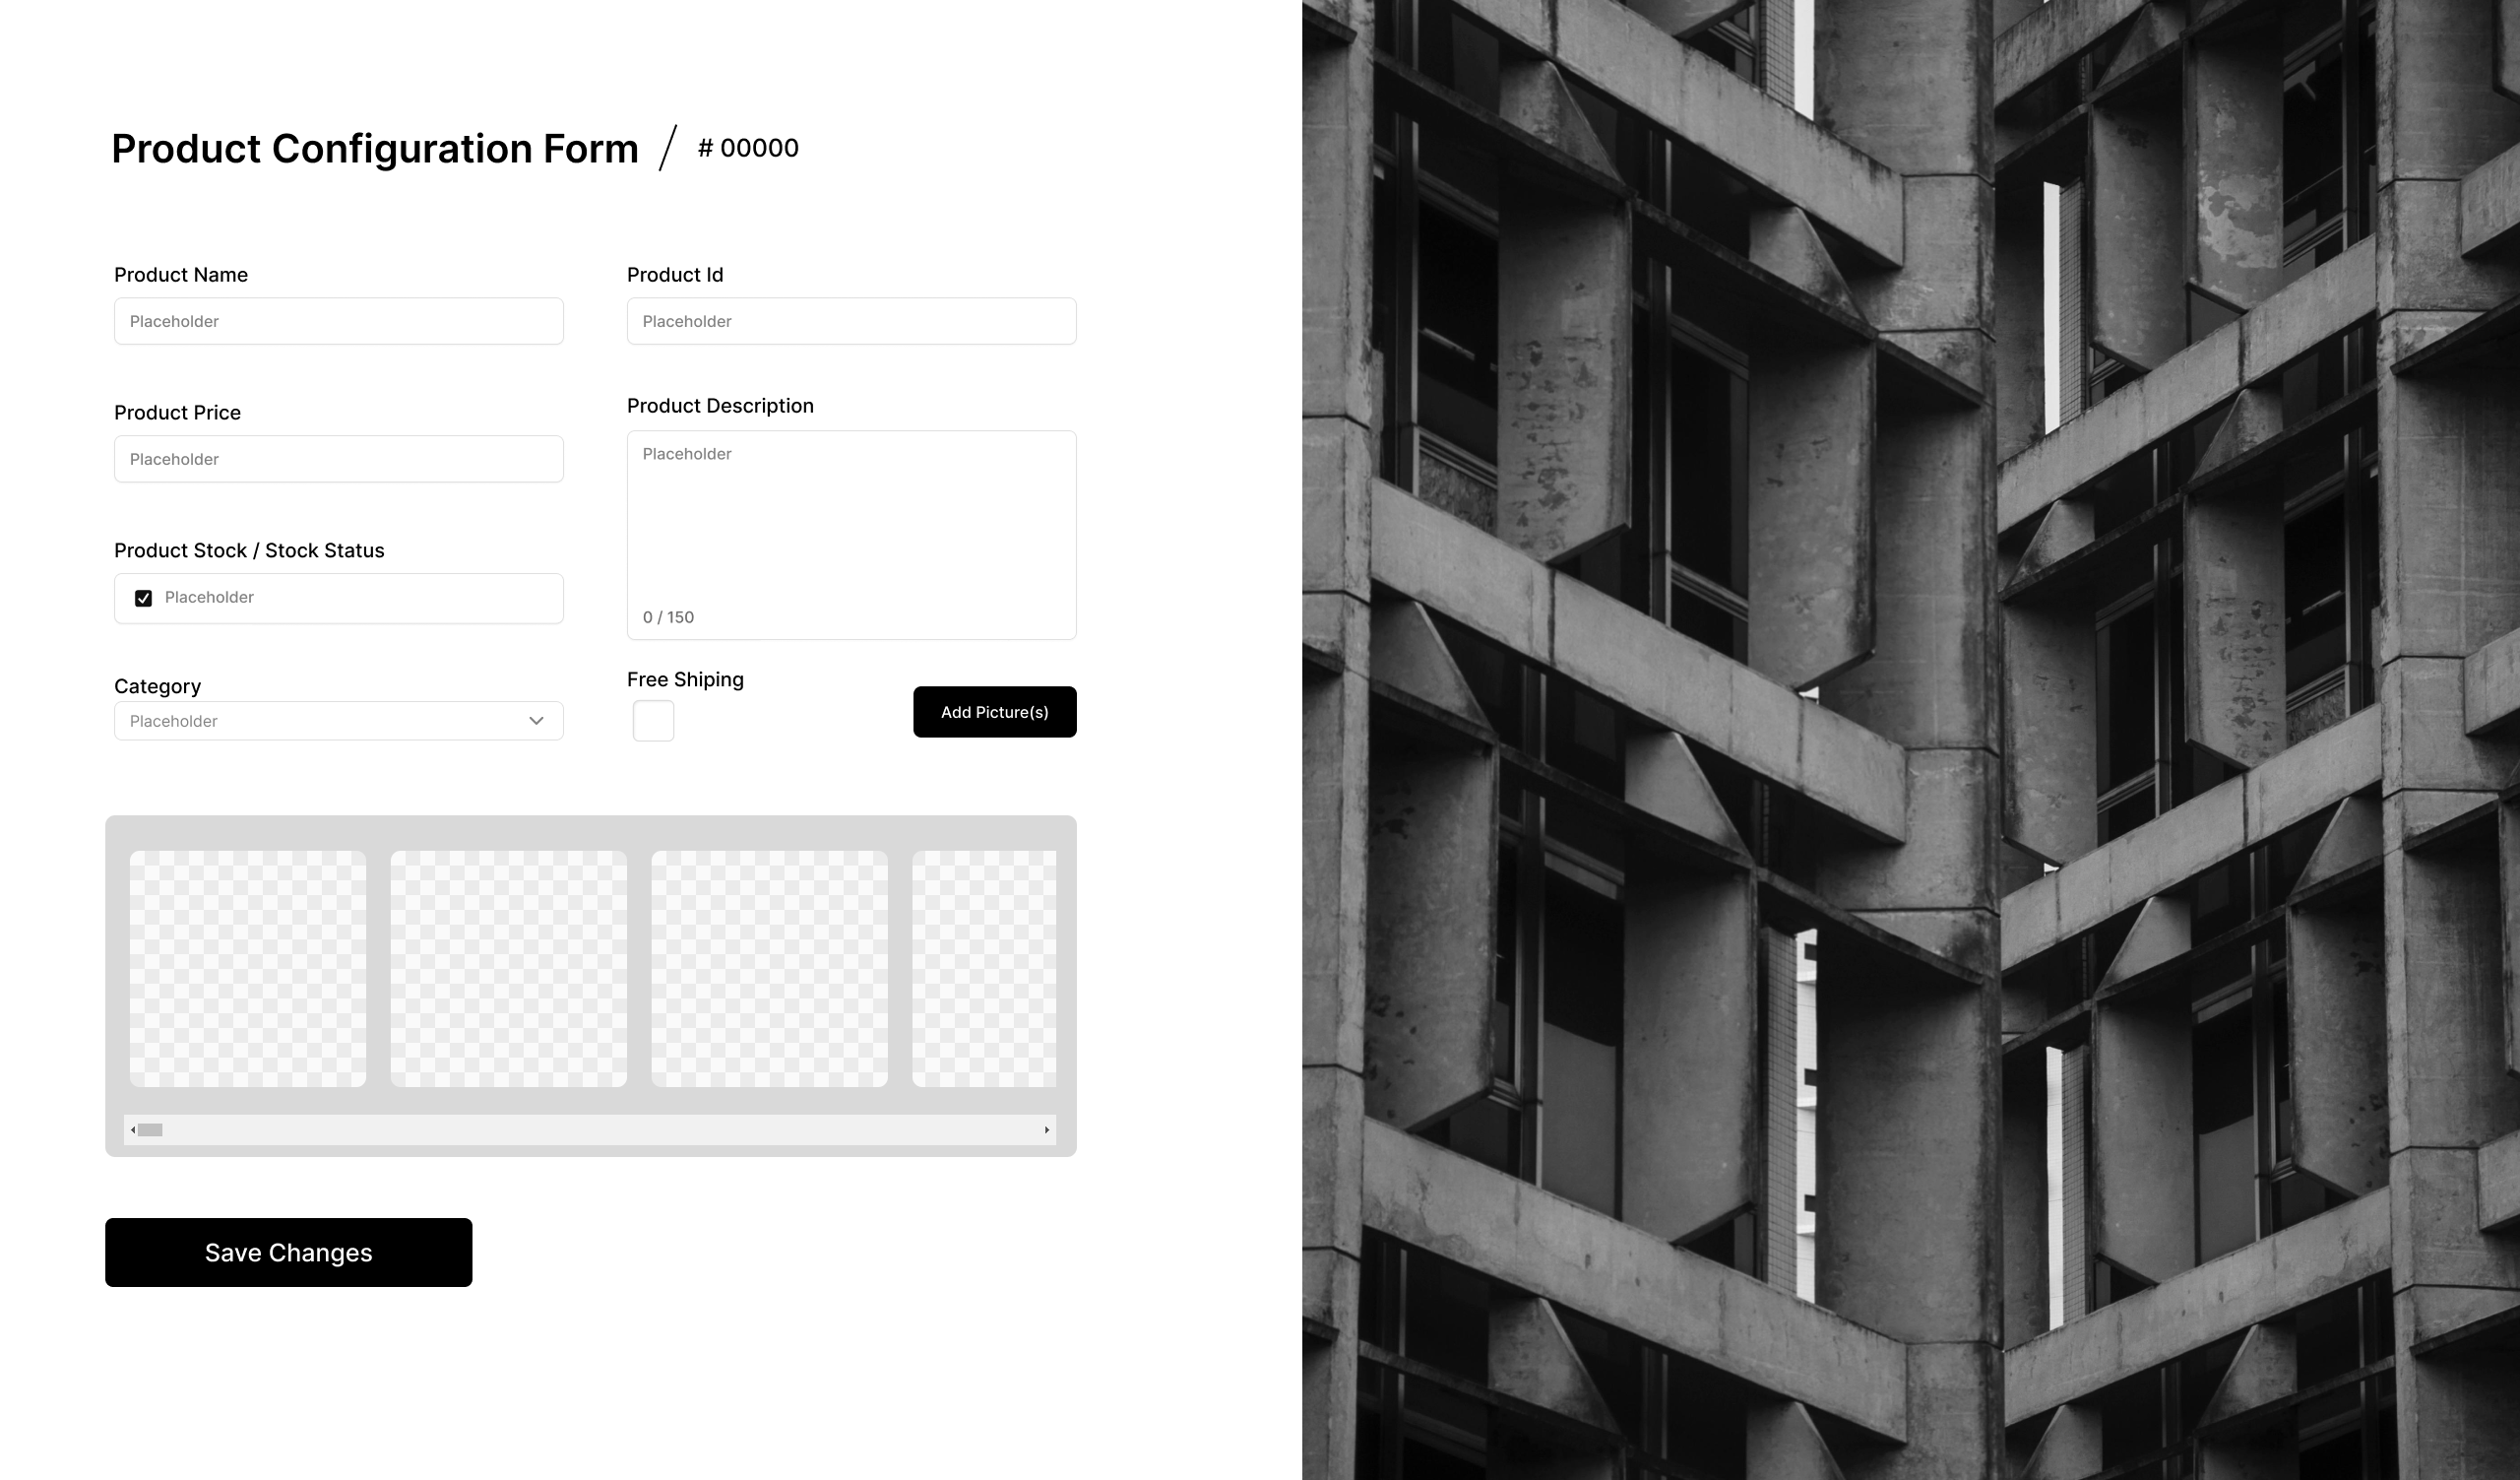 Product Configuration Form / # 00000
Product Name
Placeholder
Product Id
Placeholder
Product Price
Placeholder
Product Description
Placeholder
0 / 150
Product Stock / Stock Status
Placeholder
Category
Placeholder
Free Shiping
Add Picture(s)
Save Changes